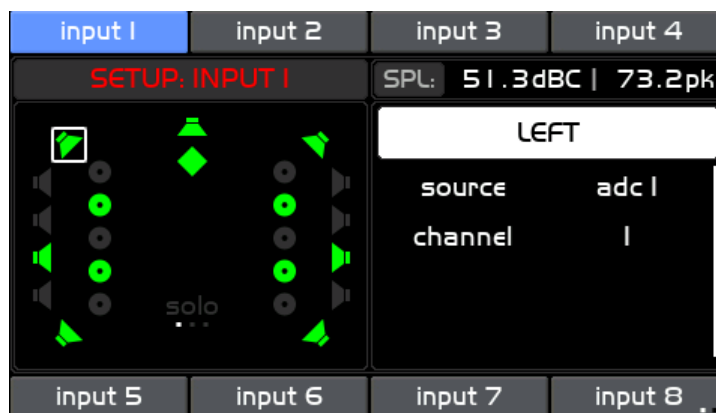 input 1 input 2 input 3 input 4
SETUP: INPUT 1 SPL: 51.3dBC | 73.2pk
LEFT
source adc 1
channel 1
solo
input 5 input 6 input 7 input 8